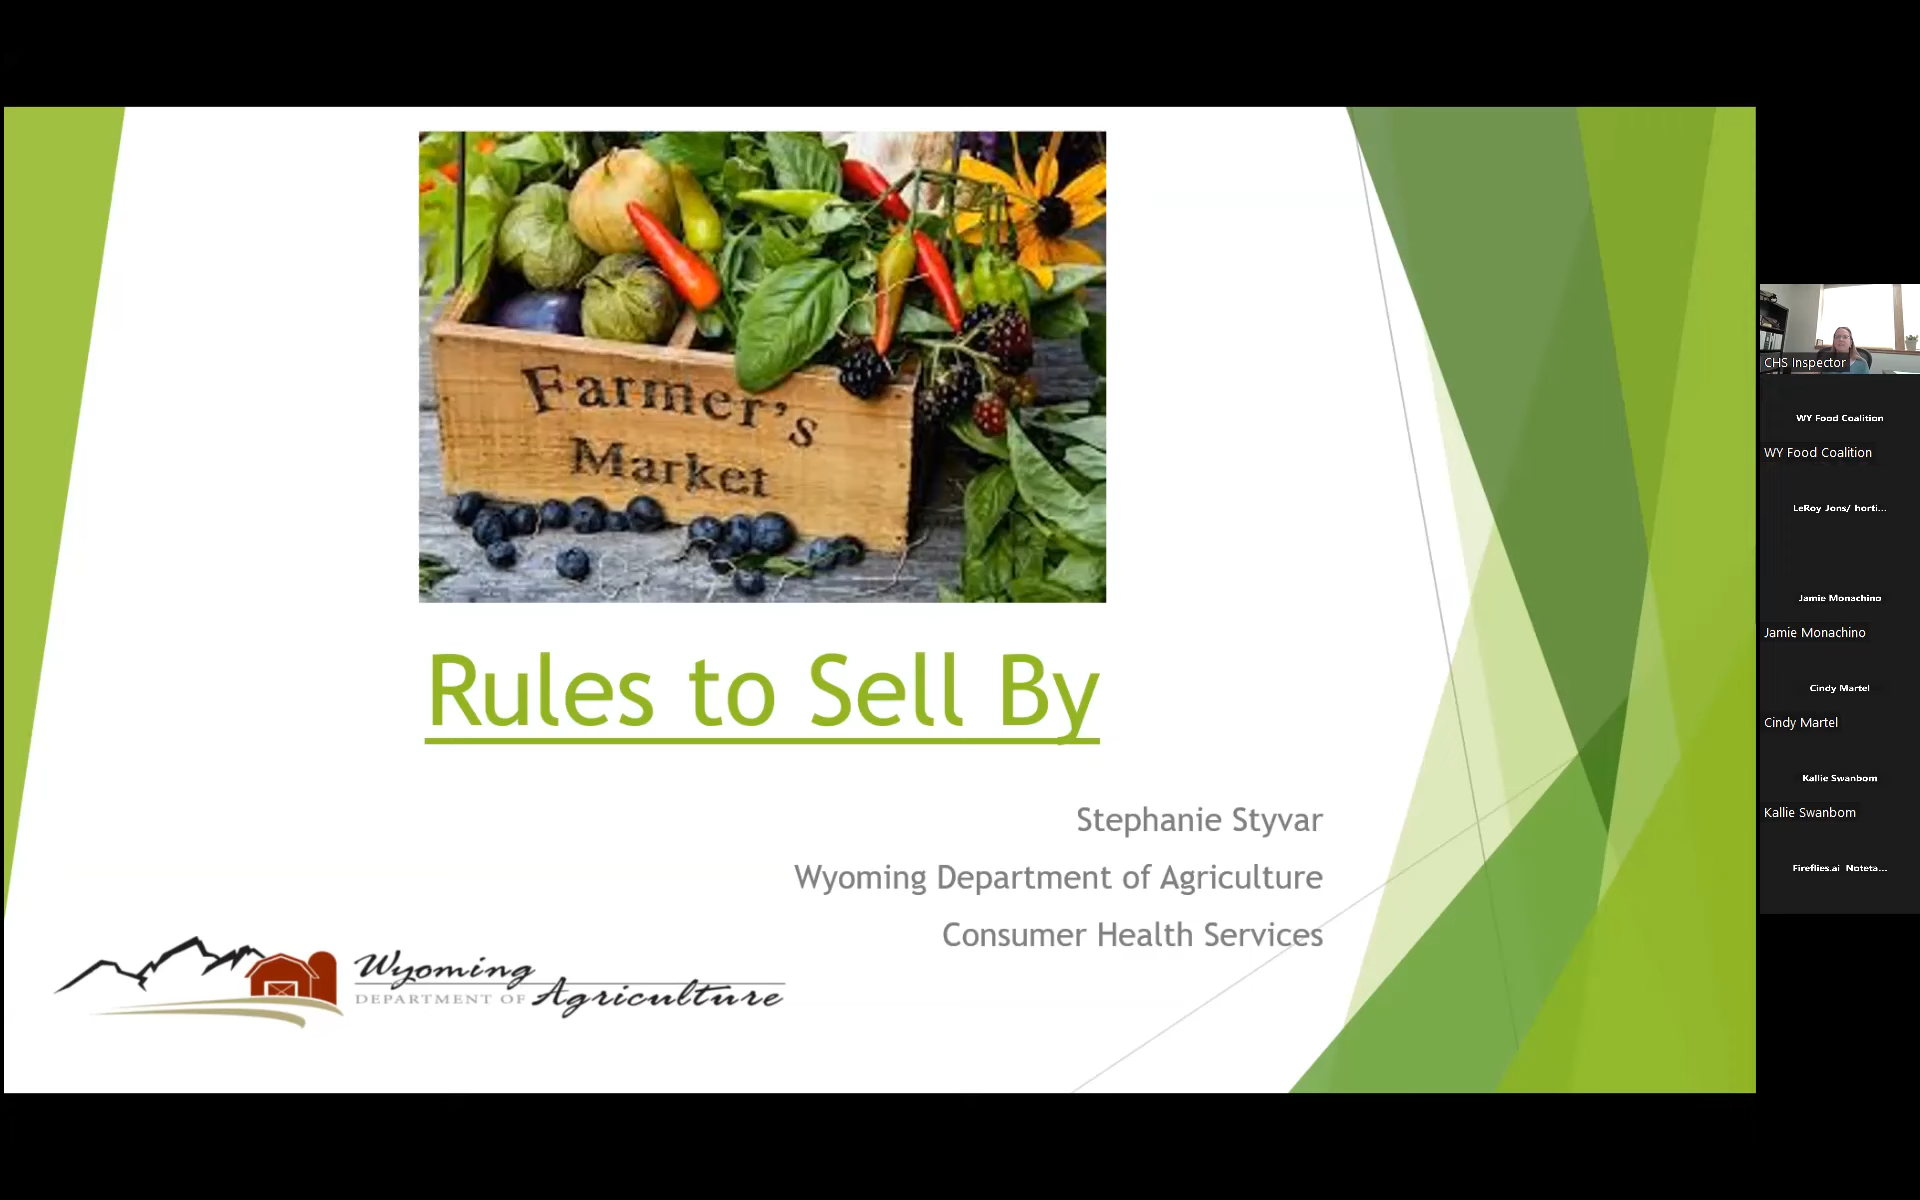 Farmer's
Market
Rules to Sell By
Stephanie Styvar
Wyoming Department of Agriculture
Consumer Health Services
Wyoming
DEPARTMENT OF Agriculture
CHS Inspector
WY Food Coalition
WY Food Coalition
LeRoy Jons/ horti...
Jamie Monachino
Jamie Monachino
Cindy Martel
Cindy Martel
Kallie Swanbom
Kallie Swanbom
Fireflies.ai Noteta...